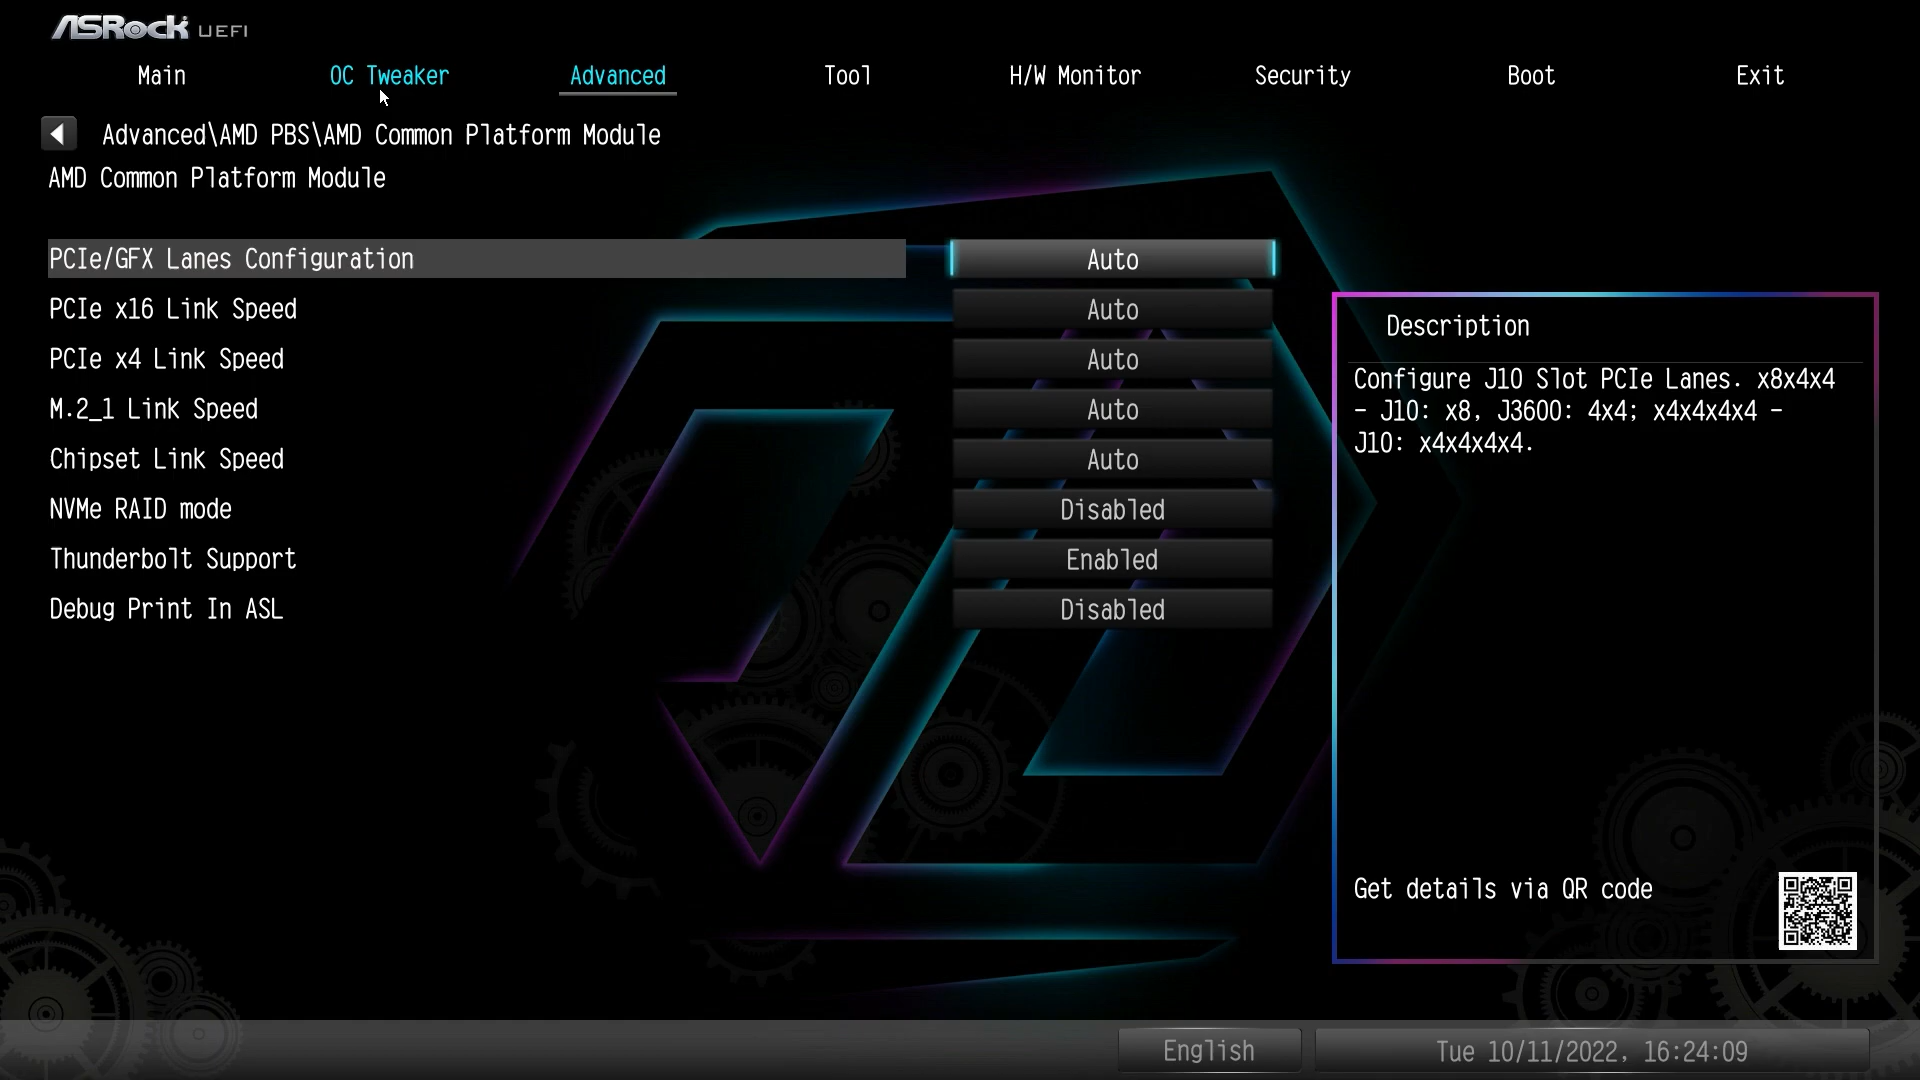 ASRock UEFI
Main OC Tweaker Advanced Tool H/W Monitor Security Boot Exit
Advanced\AMD PBS\AMD Common Platform Module
AMD Common Platform Module
PCIe/GFX Lanes Configuration Auto
PCIe x16 Link Speed Auto
PCIe x4 Link Speed Auto
M.2_1 Link Speed Auto
Chipset Link Speed Auto
NVMe RAID mode Disabled
Thunderbolt Support Enabled
Debug Print In ASL Disabled
Description
Configure J10 Slot PCIe Lanes. x8x4x4
- J10: x8, J3600: 4x4; x4x4x4x4 -
J10: x4x4x4x4.
Get details via QR code
English Tue 10/11/2022, 16:24:09